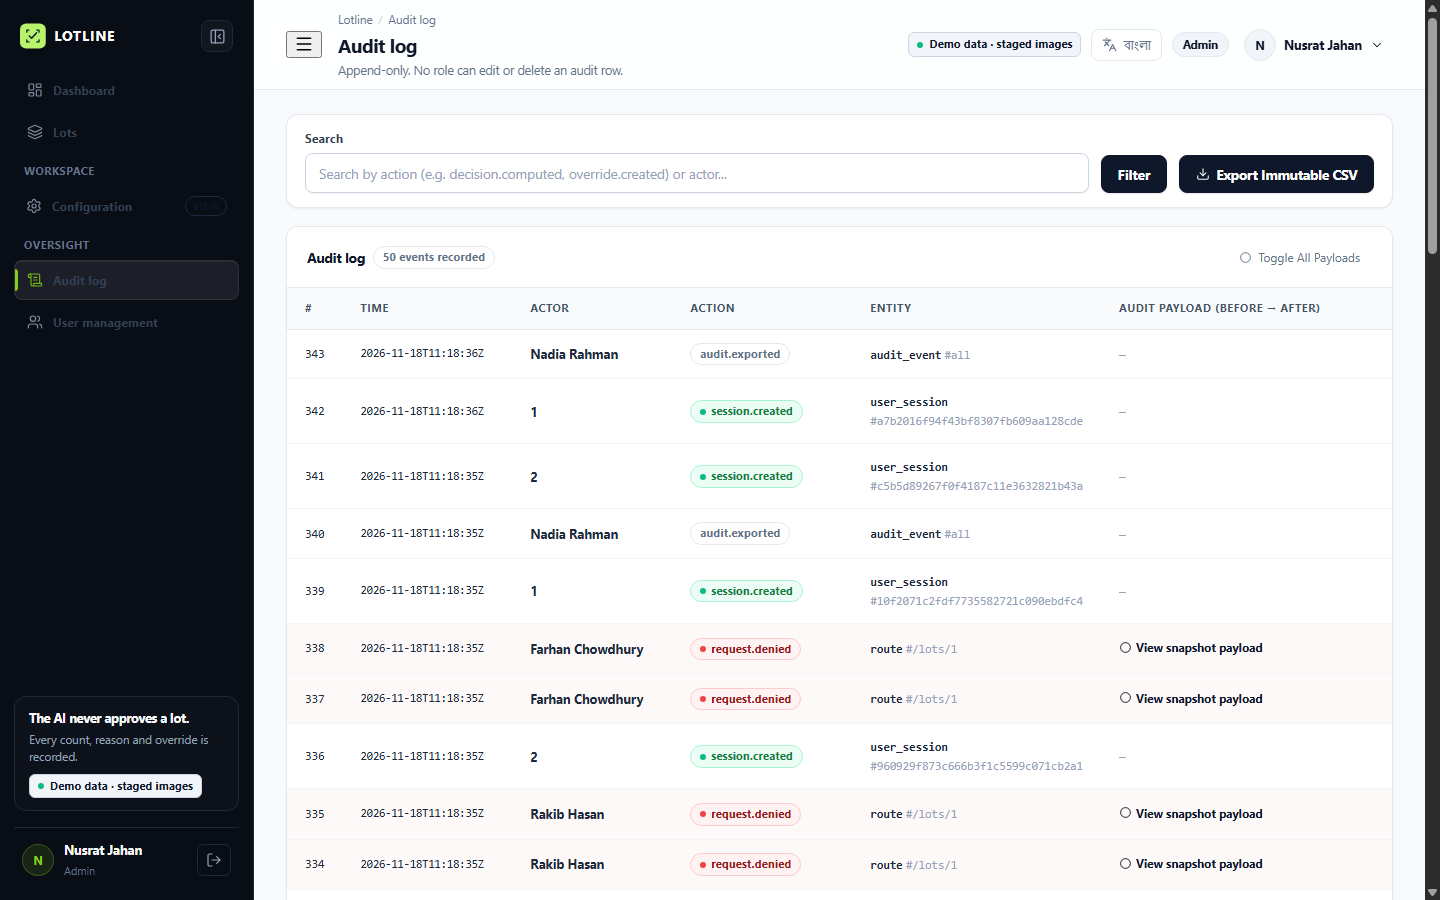 LOTLINE
Dashboard
Lots
WORKSPACE
Configuration VIEW
OVERSIGHT
Audit log
User management
The AI never approves a lot.
Every count, reason and override is
recorded.
Demo data · staged images
N Nusrat Jahan
Admin
Lotline / Audit log
Audit log
Append-only. No role can edit or delete an audit row.
Demo data · staged images
বাংলা
Admin
N Nusrat Jahan
Search
Search by action (e.g. decision.computed, override.created) or actor...
Filter
Export Immutable CSV
Audit log 50 events recorded
Toggle All Payloads
# TIME ACTOR ACTION ENTITY AUDIT PAYLOAD (BEFORE → AFTER)
343 2026-11-18T11:18:36Z Nadia Rahman audit.exported audit_event #all —
342 2026-11-18T11:18:36Z 1 session.created user_session #a7b2016f94f43bf8307fb609aa128cde —
341 2026-11-18T11:18:35Z 2 session.created user_session #c5b5d89267f0f4187c11e3632821b43a —
340 2026-11-18T11:18:35Z Nadia Rahman audit.exported audit_event #all —
339 2026-11-18T11:18:35Z 1 session.created user_session #10f2071c2fdf7735582721c090ebdfc4 —
338 2026-11-18T11:18:35Z Farhan Chowdhury request.denied route #/lots/1 View snapshot payload
337 2026-11-18T11:18:35Z Farhan Chowdhury request.denied route #/lots/1 View snapshot payload
336 2026-11-18T11:18:35Z 2 session.created user_session #960929f873c666b3f1c5599c071cb2a1 —
335 2026-11-18T11:18:35Z Rakib Hasan request.denied route #/lots/1 View snapshot payload
334 2026-11-18T11:18:35Z Rakib Hasan request.denied route #/lots/1 View snapshot payload